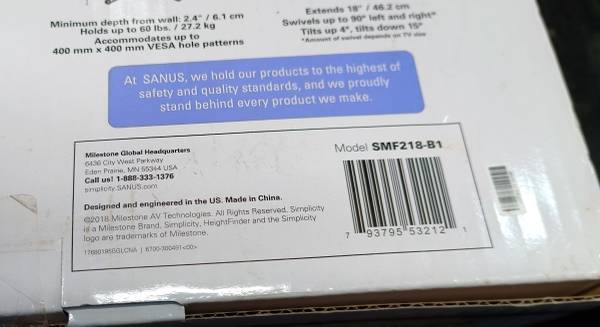 Minimum depth from wall: 2.4" / 6.1 cm
Holds up to 60 lbs. / 27.2 kg
Accommodates up to
400 mm x 400 mm VESA hole patterns
Extends 18" / 46.2 cm
Swivels up to 90° left and right*
Tilts up 4°, tilts down 15°
*Amount of swivel depends on TV size
At SANUS, we hold our products to the highest of
safety and quality standards, and we proudly
stand behind every product we make.
Milestone Global Headquarters
6436 City West Parkway
Eden Prairie, MN 55344 USA
Call us! 1-888-333-1376
simplicity.SANUS.com
Designed and engineered in the US. Made in China.
©2018 Milestone AV Technologies. All Rights Reserved. Simplicity
is a Milestone Brand. Simplicity, HeightFinder and the Simplicity
logo are trademarks of Milestone.
Model SMF218-B1
7 93795 53212 1